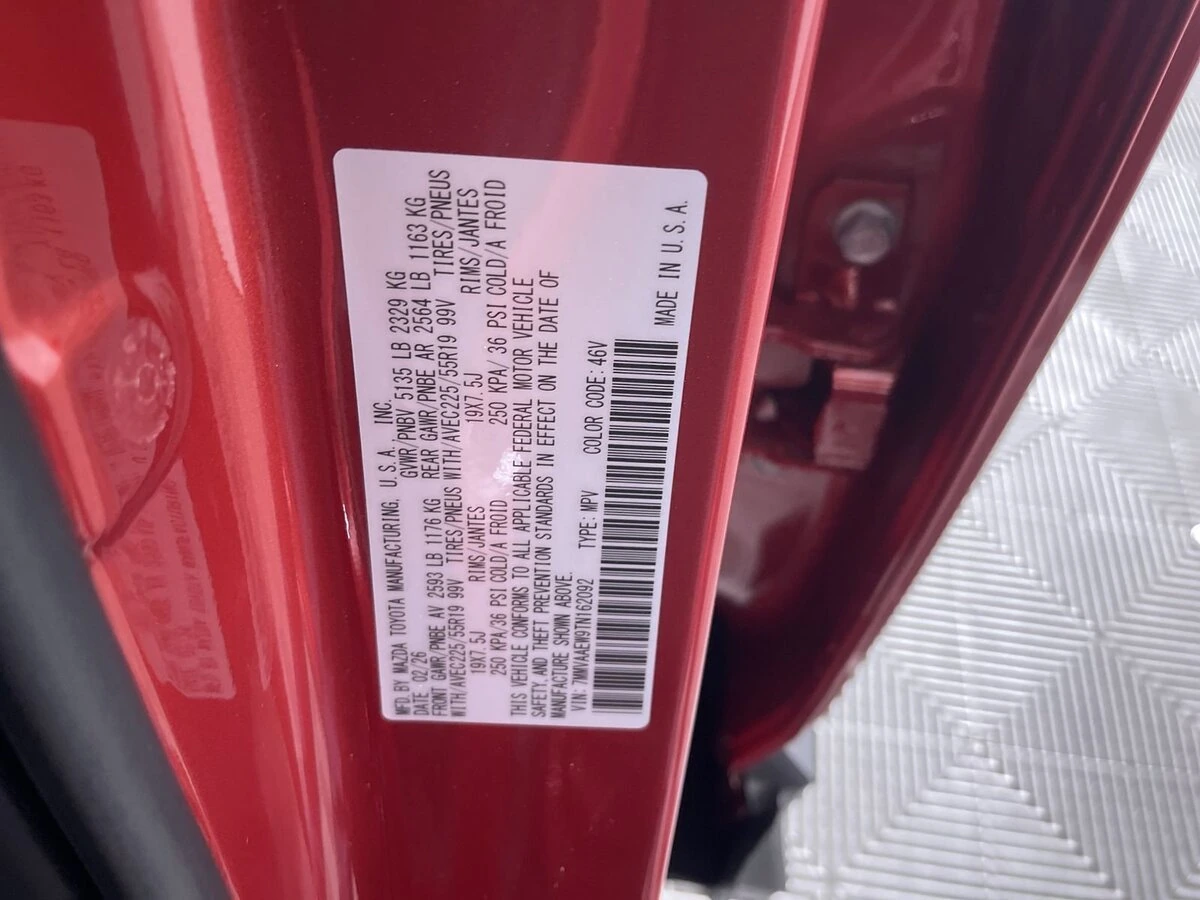 MFD. BY MAZDA TOYOTA MANUFACTURING, U.S.A., INC.
DATE 02/26 GVWR/PNBV 5135 LB 2329 KG
FRONT GAWR/PNBE AV 2593 LB 1176 KG REAR GAWR/PNBE AR 2564 LB 1163 KG
WITH/AVEC225/55R19 99V TIRES/PNEUS WITH/AVEC225/55R19 99V TIRES/PNEUS
19X7.5J RIMS/JANTES 19X7.5J RIMS/JANTES
250 KPA/36 PSI COLD/A FROID 250 KPA/ 36 PSI COLD/A FROID
THIS VEHICLE CONFORMS TO ALL APPLICABLE FEDERAL MOTOR VEHICLE
SAFETY, AND THEFT PREVENTION STANDARDS IN EFFECT ON THE DATE OF
MANUFACTURE SHOWN ABOVE.
VIN: 7MMVAAEW9TN162092 TYPE: MPV COLOR CODE: 46V
MADE IN U.S.A.